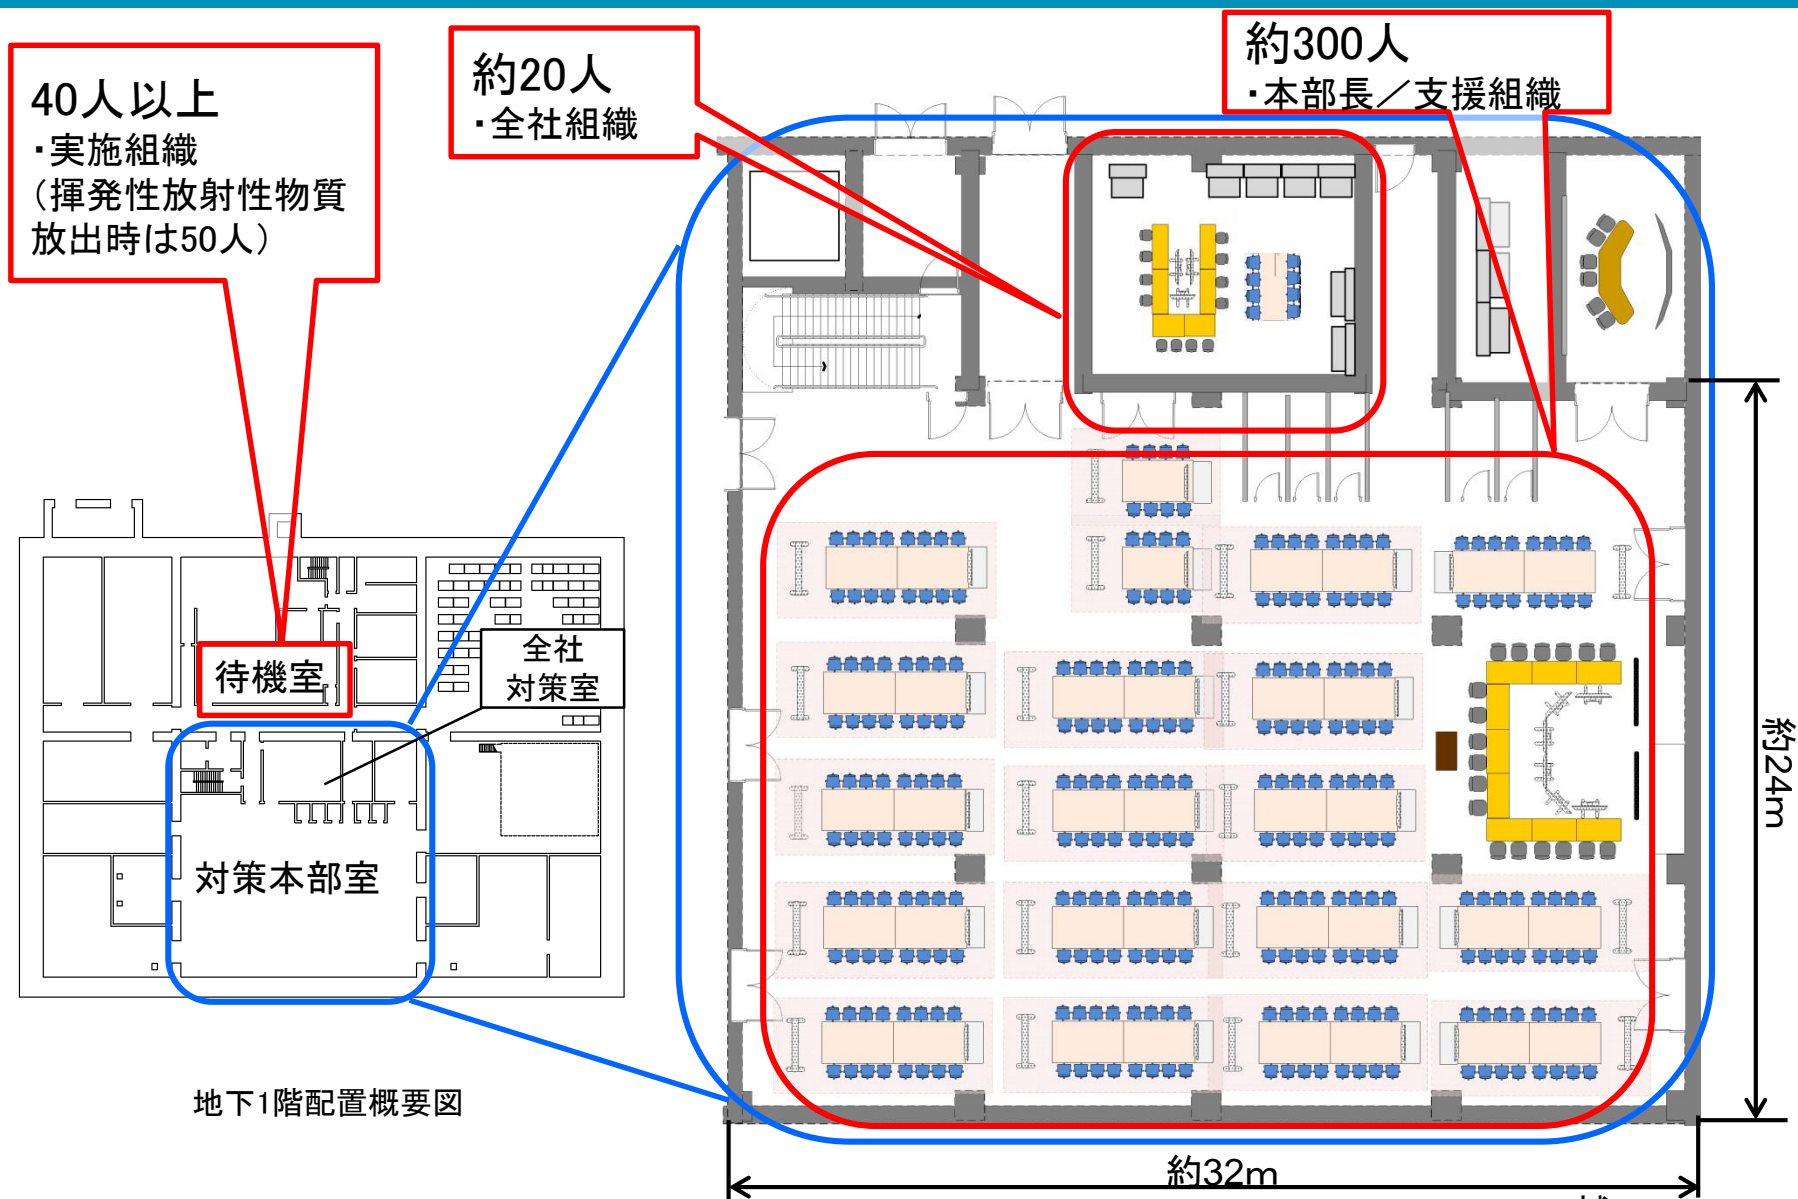 40人以上
・実施組織
（揮発性放射性物質
放出時は50人）
約20人
・全社組織
約300人
・本部長／支援組織
待機室
全社
対策室
対策本部室
地下1階配置概要図
約24m
約32m